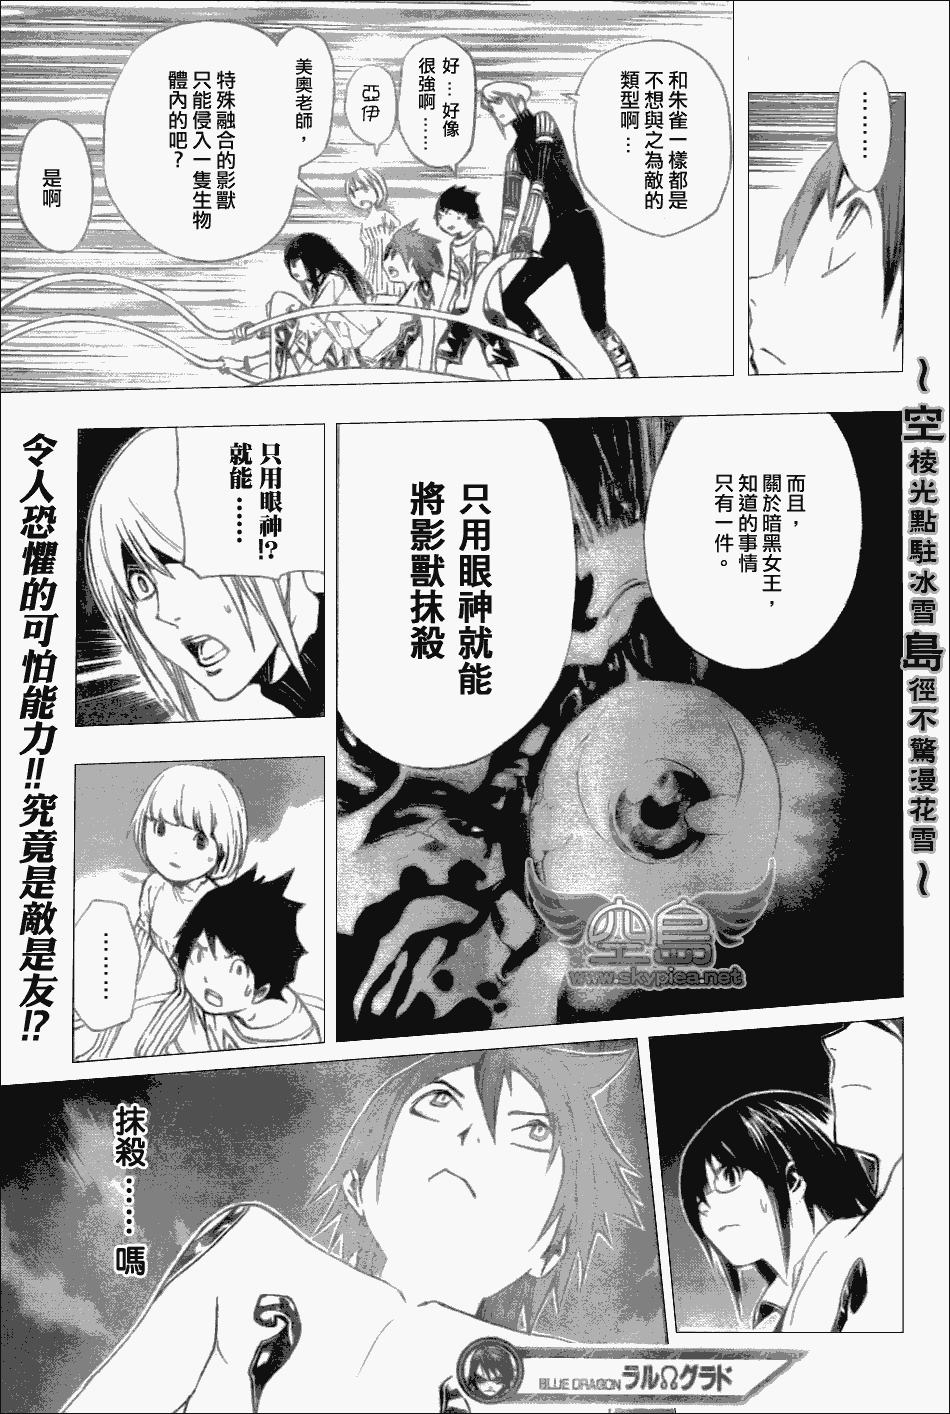 ………
和朱雀一樣都是
不想與之為敵的
類型啊…
好…好像
很強啊……
亞伊
美奧老師，
特殊融合的影獸
只能侵入一隻生物
體內的吧？
是啊
而且，
關於暗黑女王，
知道的事情
只有一件。
只用眼神就能
將影獸抹殺
只用眼神!?
就能……
………
抹殺……嗎
令人恐懼的可怕能力!!究竟是敵是友!?
～空棱光點駐冰雪島徑不驚漫花雪～
空島
www.skypiea.net
BLUE DRAGON ラルΩグラド